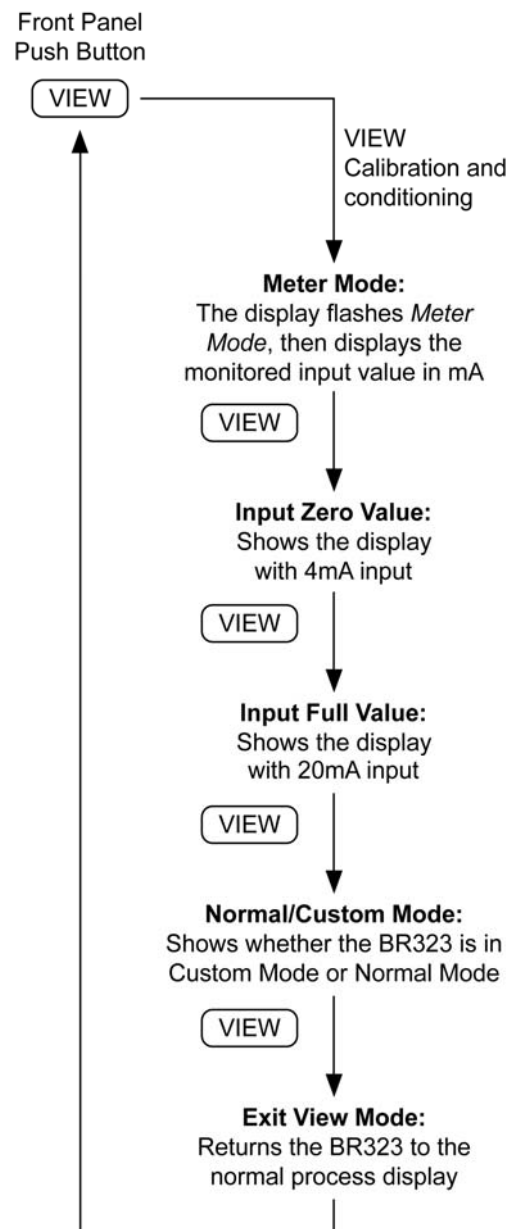 Front Panel
Push Button
VIEW
VIEW
Calibration and
conditioning
Meter Mode:
The display flashes Meter
Mode, then displays the
monitored input value in mA
VIEW
Input Zero Value:
Shows the display
with 4mA input
VIEW
Input Full Value:
Shows the display
with 20mA input
VIEW
Normal/Custom Mode:
Shows whether the BR323 is in
Custom Mode or Normal Mode
VIEW
Exit View Mode:
Returns the BR323 to the
normal process display